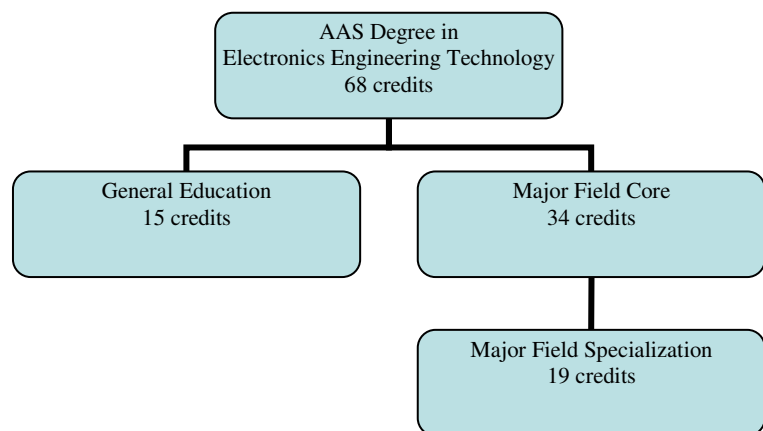 AAS Degree in
Electronics Engineering Technology
68 credits
General Education
15 credits
Major Field Core
34 credits
Major Field Specialization
19 credits